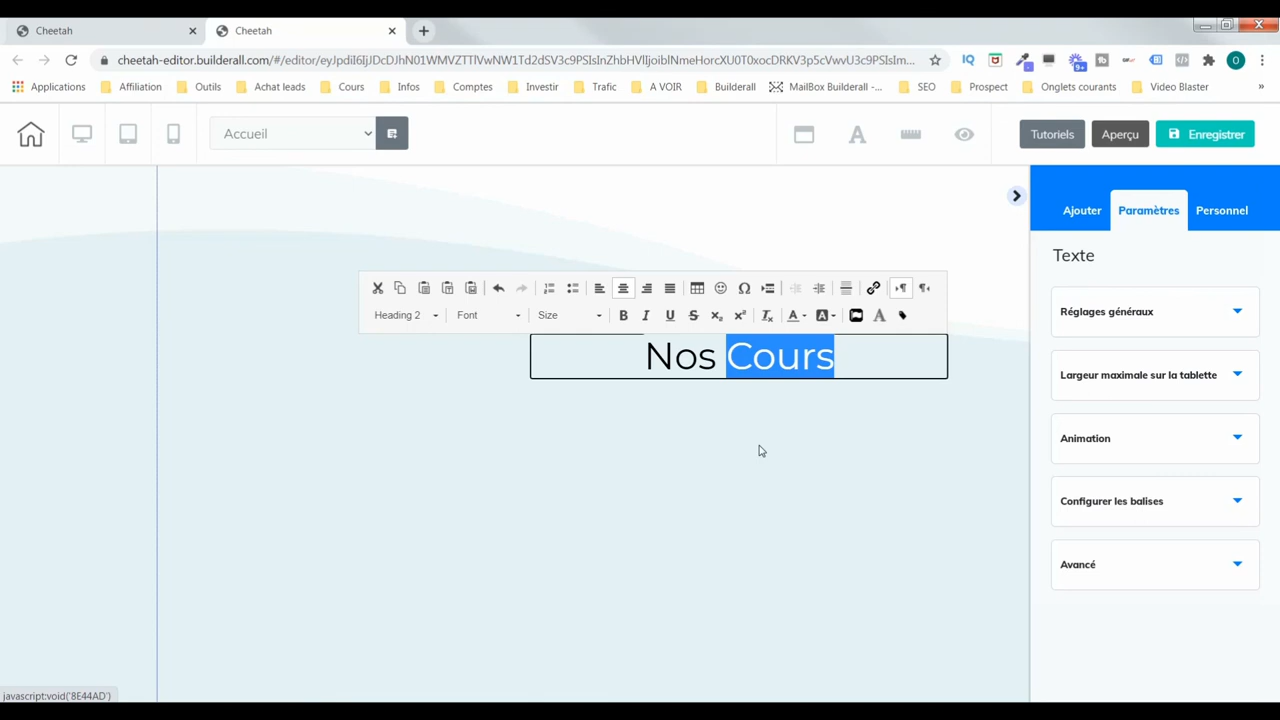 Cheetah
Cheetah
cheetah-editor.builderall.com/#/editor/
Applications Affiliation Outils Achat leads Cours Infos Comptes Investir Trafic A VOIR Builderall MailBox Builderall -... SEO Prospect Onglets courants Video Blaster »
Accueil
Tutoriels Aperçu Enregistrer
Ajouter Paramètres Personnel
Texte
Heading 2 Font Size
Nos Cours
Réglages généraux
Largeur maximale sur la tablette
Animation
Configurer les balises
Avancé
javascript:void('8E44AD')